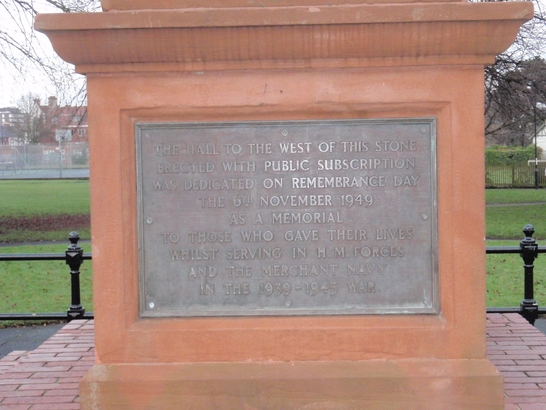 THE HALL TO THE WEST OF THIS STONE
ERECTED WITH PUBLIC SUBSCRIPTION
WAS DEDICATED ON REMEMBRANCE DAY
THE 6TH NOVEMBER 1949
AS A MEMORIAL
TO THOSE WHO GAVE THEIR LIVES
WHILST SERVING IN H.M. FORCES
AND THE MERCHANT NAVY
IN THE 1939-1945 WAR.